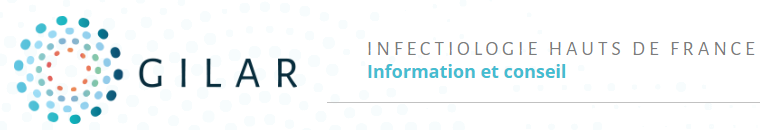 GILAR
INFECTIOLOGIE HAUTS DE FRANCE
Information et conseil